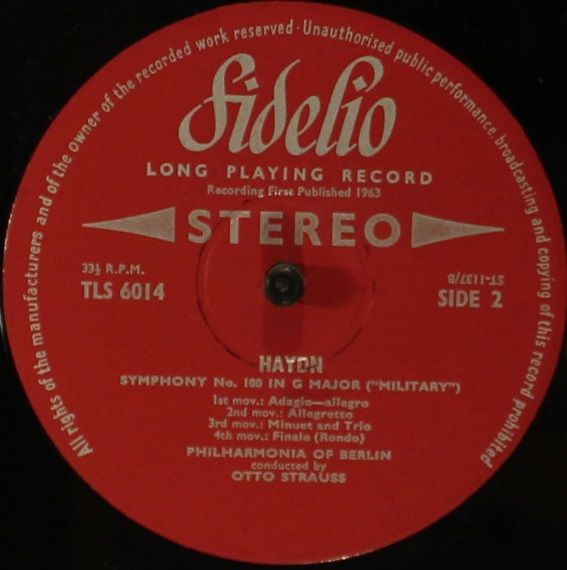 All rights of the manufacturers and of the owner of the recorded work reserved · Unauthorised public performance, broadcasting and copying of this record prohibited
Fidelio
LONG PLAYING RECORD
Recording First Published 1963
STEREO
33⅓ R.P.M.
TLS 6014
ST-1137/B
SIDE 2
HAYDN
SYMPHONY No. 100 IN G MAJOR ("MILITARY")
1st mov.: Adagio—allegro
2nd mov.: Allegretto
3rd mov.: Minuet and Trio
4th mov.: Finale (Rondo)
PHILHARMONIA OF BERLIN
conducted by
OTTO STRAUSS